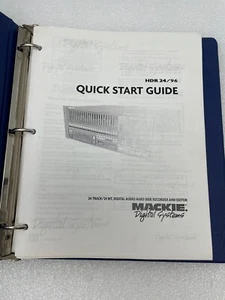 HDR 24/96
QUICK START GUIDE
MACKIE.
Digital Systems
24 TRACK/24 BIT, DIGITAL AUDIO HARD DISK RECORDER AND EDITOR